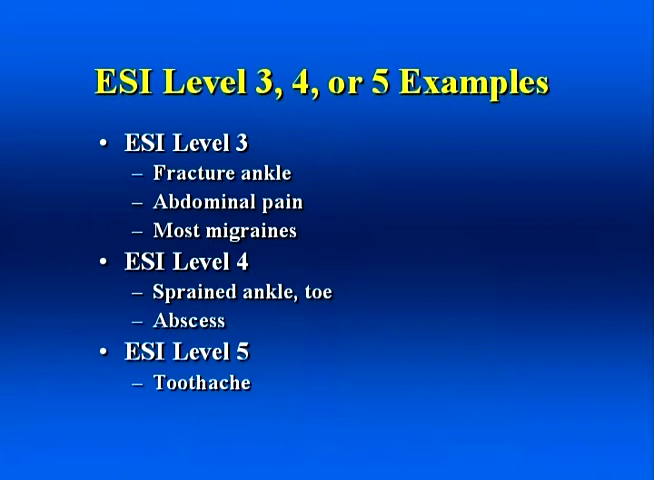 ESI Level 3, 4, or 5 Examples
• ESI Level 3
– Fracture ankle
– Abdominal pain
– Most migraines
• ESI Level 4
– Sprained ankle, toe
– Abscess
• ESI Level 5
– Toothache